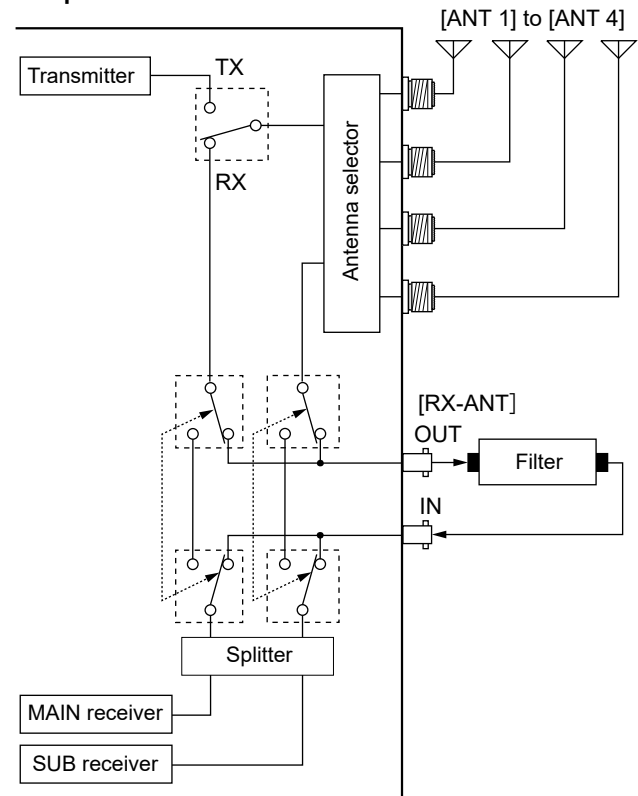 [ANT 1] to [ANT 4]
Transmitter
TX
RX
Antenna selector
[RX-ANT]
OUT
Filter
IN
Splitter
MAIN receiver
SUB receiver